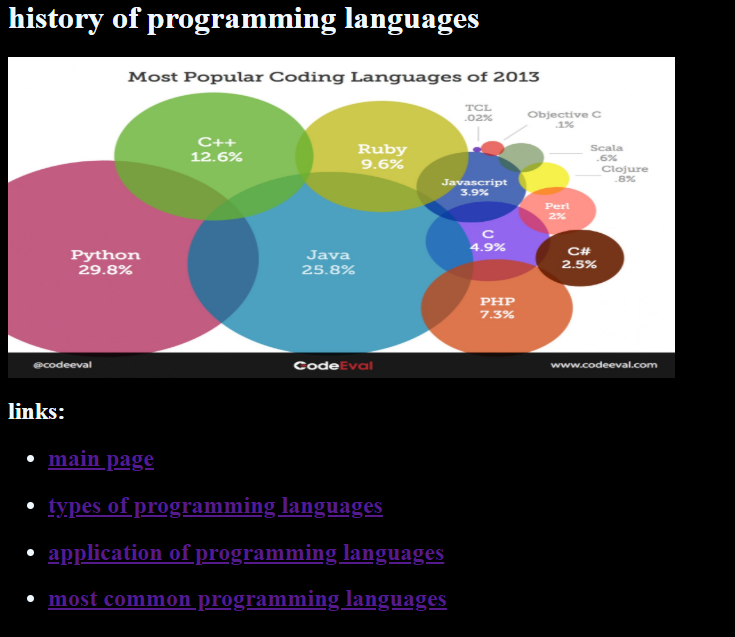 history of programming languages
Most Popular Coding Languages of 2013
TCL
.02%
Objective C
.1%
C++
12.6%
Ruby
9.6%
Scala
.6%
Clojure
.8%
Javascript
3.9%
Perl
2%
Python
29.8%
Java
25.8%
C
4.9%
C#
2.5%
PHP
7.3%
@codeeval
CodeEval
www.codeeval.com
links:
main page
types of programming languages
application of programming languages
most common programming languages